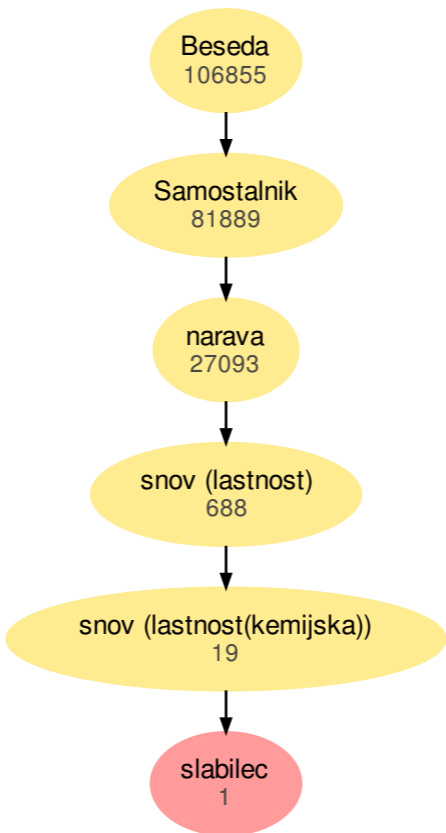 Beseda
106855
Samostalnik
81889
narava
27093
snov (lastnost)
688
snov (lastnost(kemijska))
19
slabilec
1